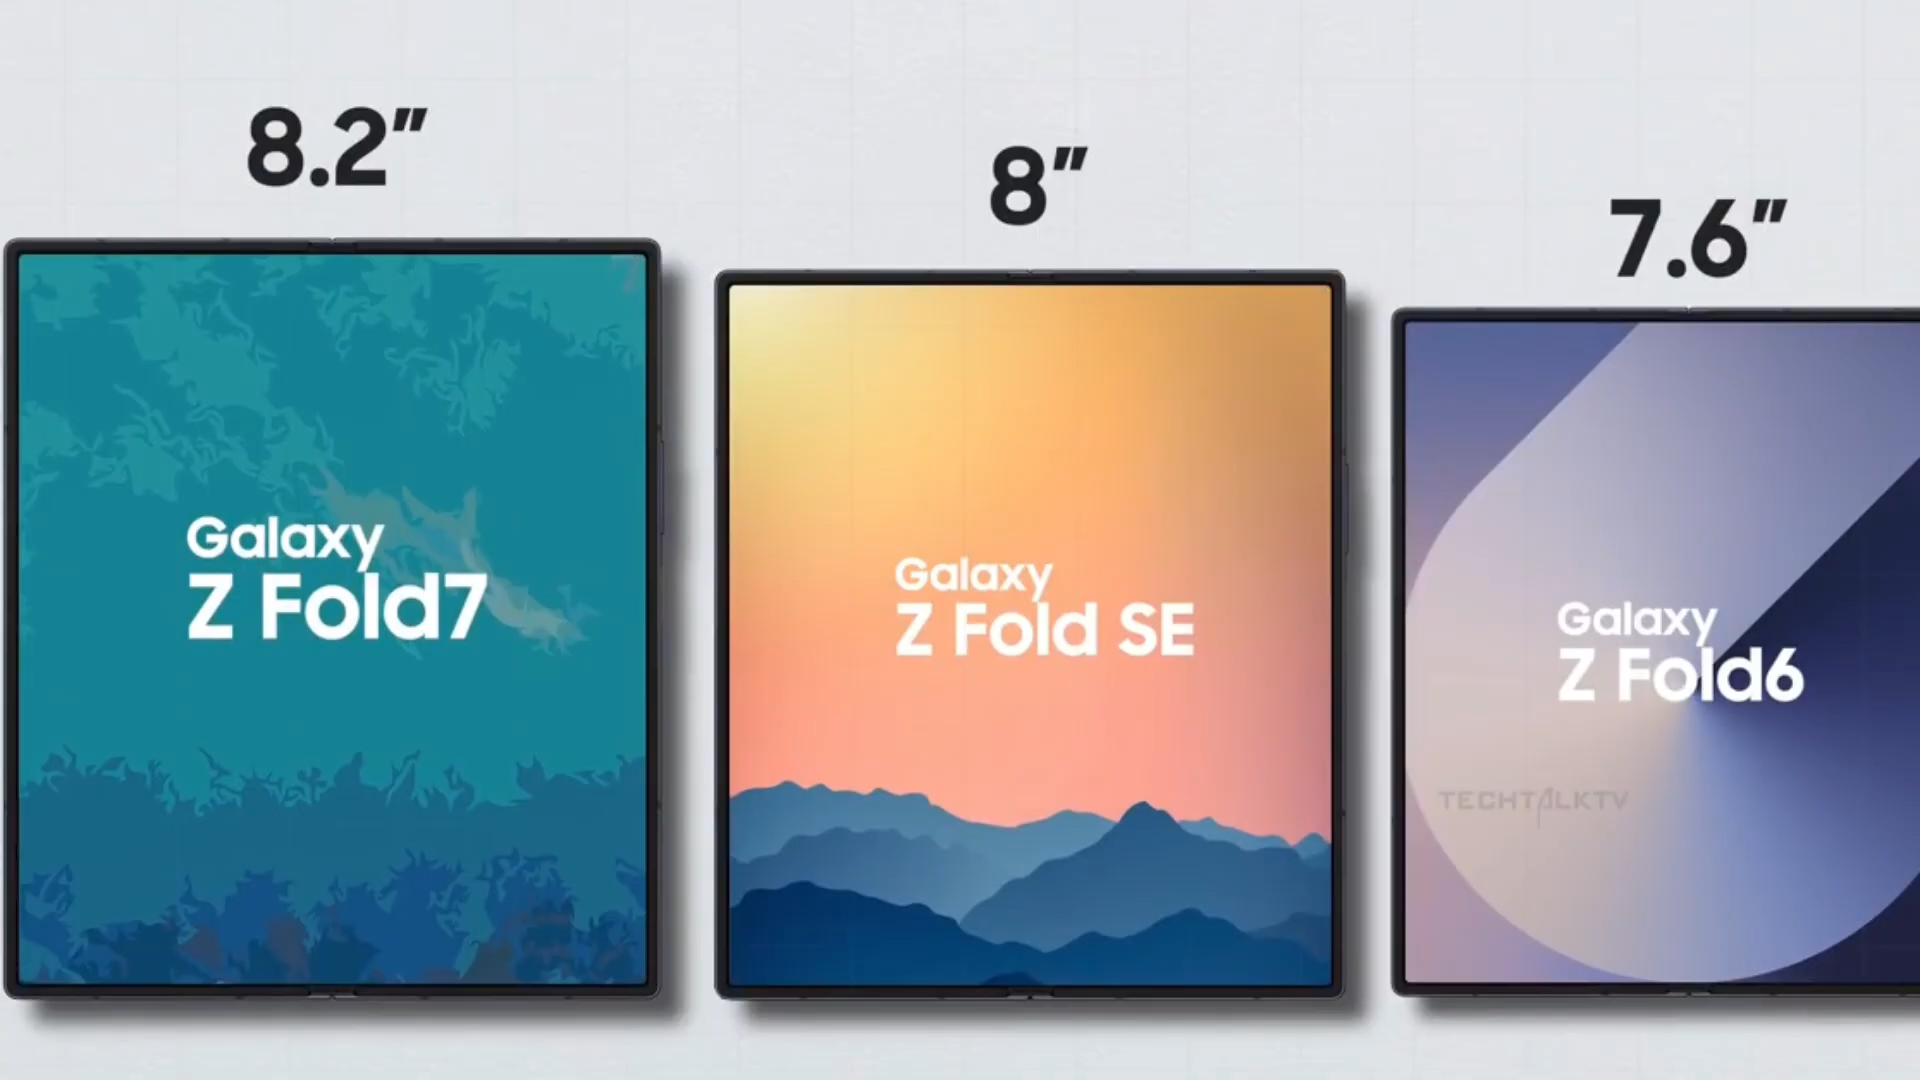 8.2”
8”
7.6”
Galaxy
Z Fold7
Galaxy
Z Fold SE
Galaxy
Z Fold6
TECHTALKTV